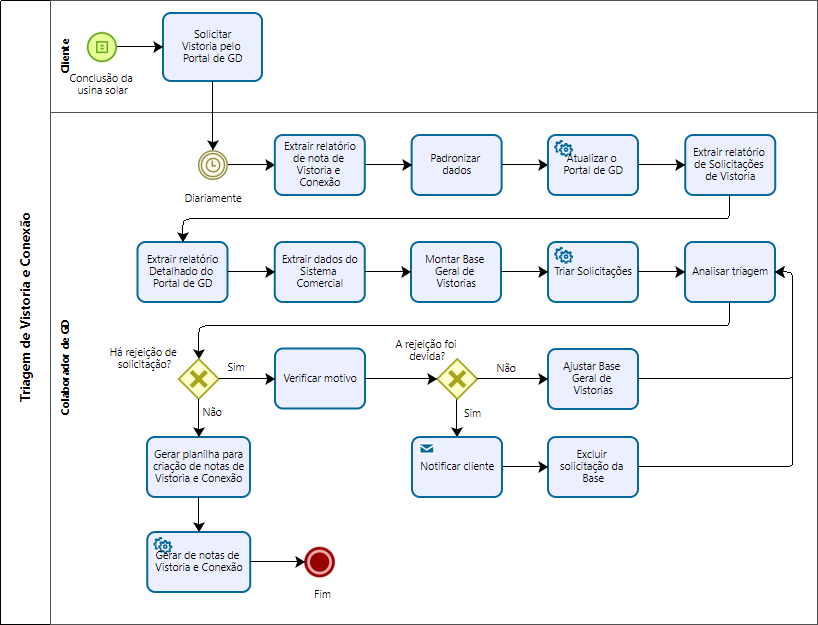 Triagem de Vistoria e Conexão
Cliente
Conclusão da
usina solar
Solicitar
Vistoria pelo
Portal de GD
Colaborador de GD
Diariamente
Extrair relatório
de nota de
Vistoria e
Conexão
Padronizar
dados
Atualizar o
Portal de GD
Extrair relatório
de Solicitações
de Vistoria
Extrair relatório
Detalhado do
Portal de GD
Extrair dados do
Sistema
Comercial
Montar Base
Geral de
Vistorias
Triar Solicitações
Analisar triagem
Há rejeição de
solicitação?
Sim
Não
Verificar motivo
A rejeição foi
devida?
Não
Sim
Ajustar Base
Geral de
Vistorias
Gerar planilha para
criação de notas de
Vistoria e Conexão
Notificar cliente
Excluir
solicitação da
Base
Gerar de notas de
Vistoria e Conexão
Fim